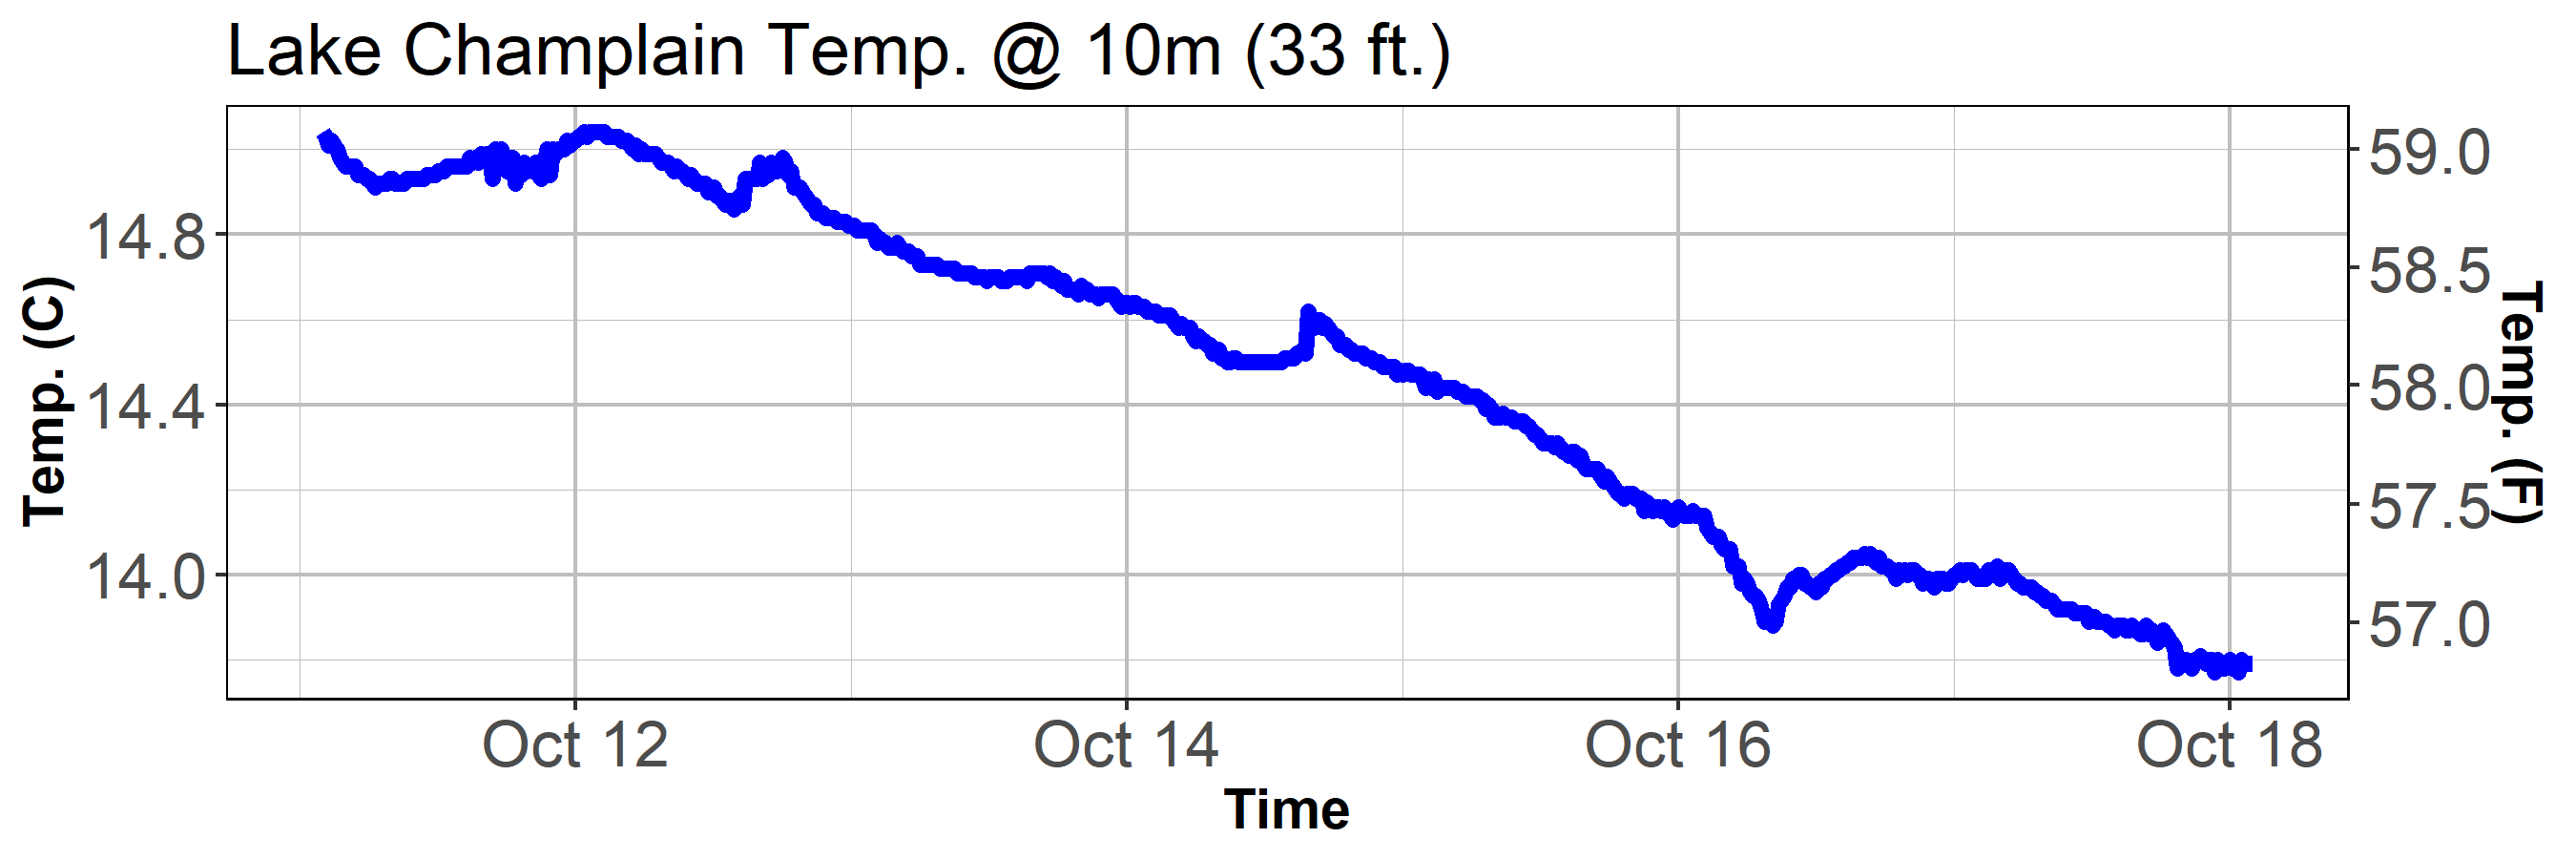 Lake Champlain Temp. @ 10m (33 ft.)
Temp. (C)
14.8
14.4
14.0
59.0
58.5
58.0
57.5
57.0
Temp. (F)
Oct 12
Oct 14
Oct 16
Oct 18
Time